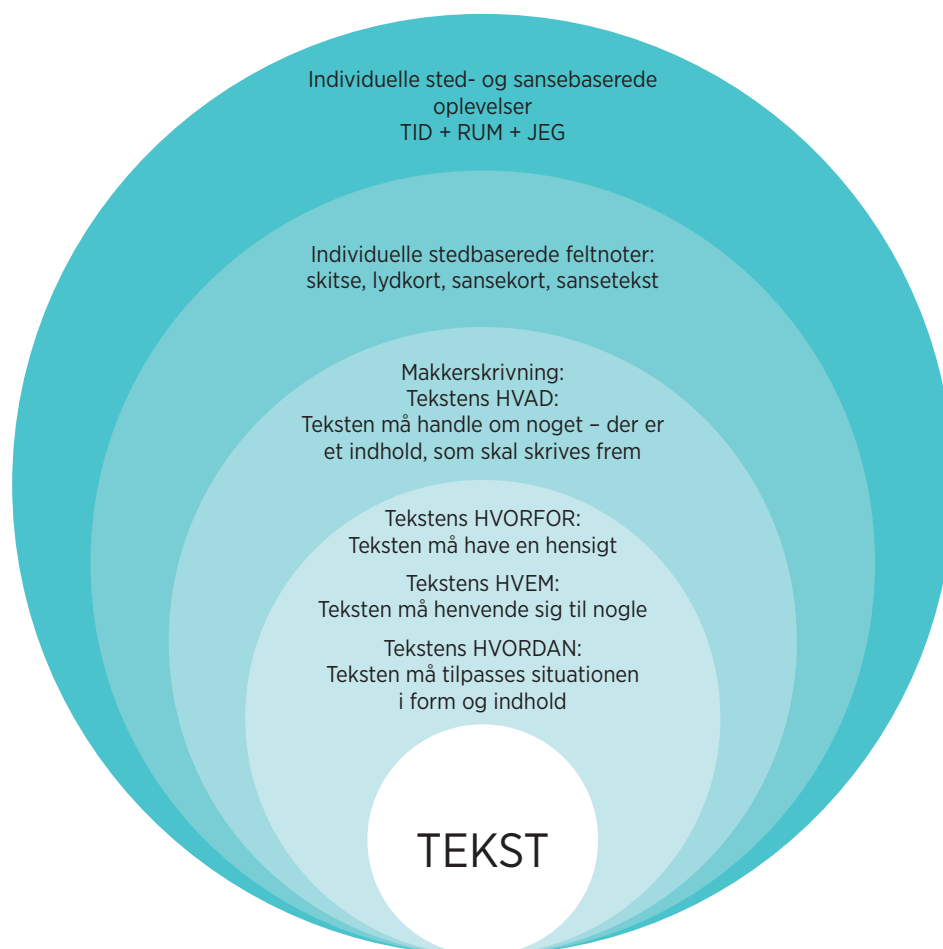 Individuelle sted- og sansebaserede
oplevelser
TID + RUM + JEG
Individuelle stedbaserede feltnoter:
skitse, lydkort, sansekort, sansetekst
Makkerskrivning:
Tekstens HVAD:
Teksten må handle om noget – der er
et indhold, som skal skrives frem
Tekstens HVORFOR:
Teksten må have en hensigt
Tekstens HVEM:
Teksten må henvende sig til nogle
Tekstens HVORDAN:
Teksten må tilpasses situationen
i form og indhold
TEKST